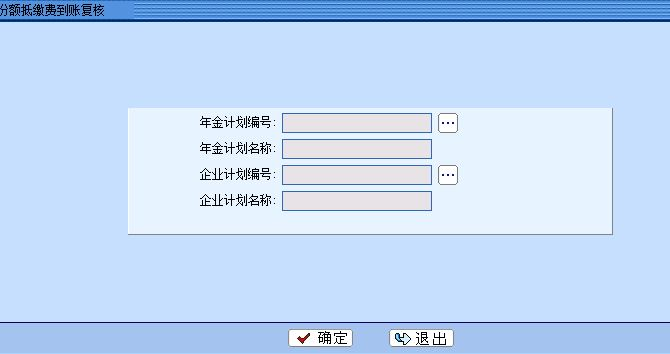 份额抵缴费到账复核
年金计划编号:
年金计划名称:
企业计划编号:
企业计划名称:
确定 退出